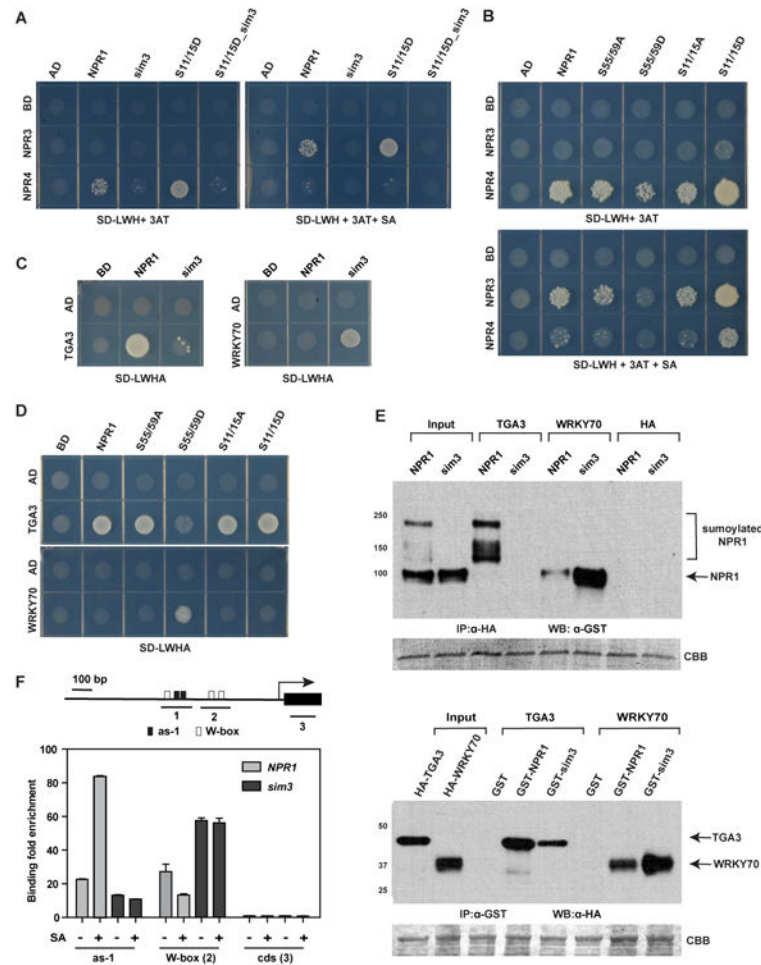 A
AD NPR1 sim3 S11/15D S11/15D_sim3 AD NPR1 sim3 S11/15D S11/15D_sim3
BD
NPR3
NPR4
SD-LWH+ 3AT SD-LWH + 3AT+ SA
B
AD NPR1 S55/59A S55/59D S11/15A S11/15D
BD
NPR3
NPR4
SD-LWH+ 3AT
BD
NPR3
NPR4
SD-LWH + 3AT + SA
C
BD NPR1 sim3 BD NPR1 sim3
AD AD
TGA3 WRKY70
SD-LWHA SD-LWHA
D
BD NPR1 S55/59A S55/59D S11/15A S11/15D
AD
TGA3
AD
WRKY70
SD-LWHA
E
Input TGA3 WRKY70 HA
NPR1 sim3 NPR1 sim3 NPR1 sim3 NPR1 sim3
250
150
100
sumoylated
NPR1
NPR1
IP:α-HA WB: α-GST
CBB
Input TGA3 WRKY70
HA-TGA3 HA-WRKY70 GST GST-NPR1 GST-sim3 GST GST-NPR1 GST-sim3
50
37
25
TGA3
WRKY70
IP:α-GST WB:α-HA
CBB
F
100 bp
1 2 3
as-1 W-box
Binding fold enrichment
100
80
60
40
20
0
NPR1
sim3
SA - + - + - + - + - + - +
as-1 W-box (2) cds (3)